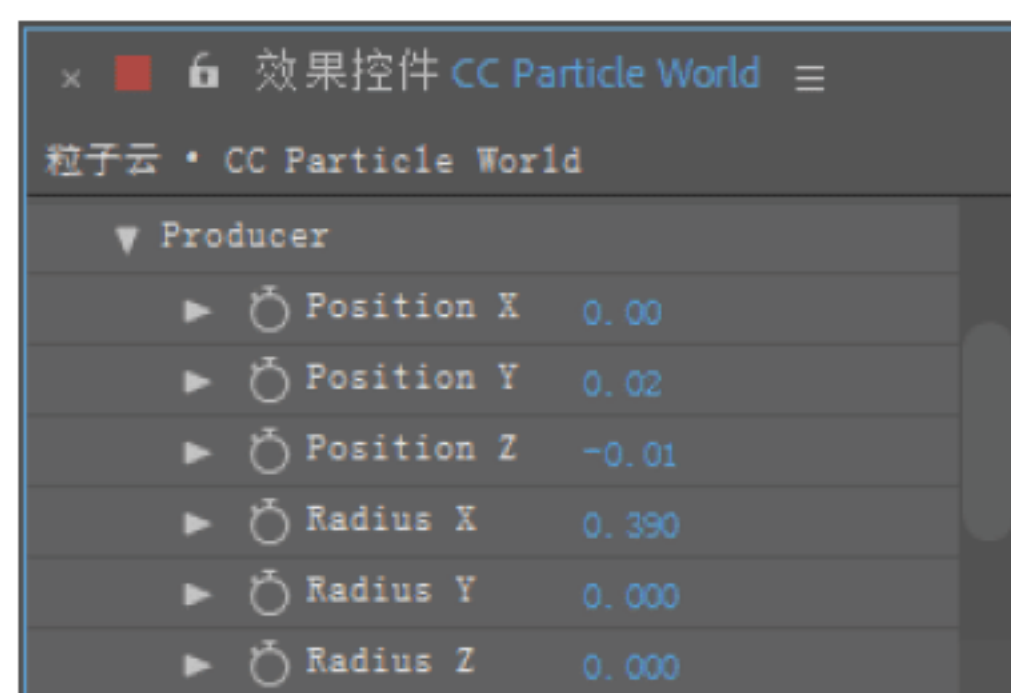 效果控件 CC Particle World
粒子云 • CC Particle World
Producer
Position X 0.00
Position Y 0.02
Position Z -0.01
Radius X 0.390
Radius Y 0.000
Radius Z 0.000